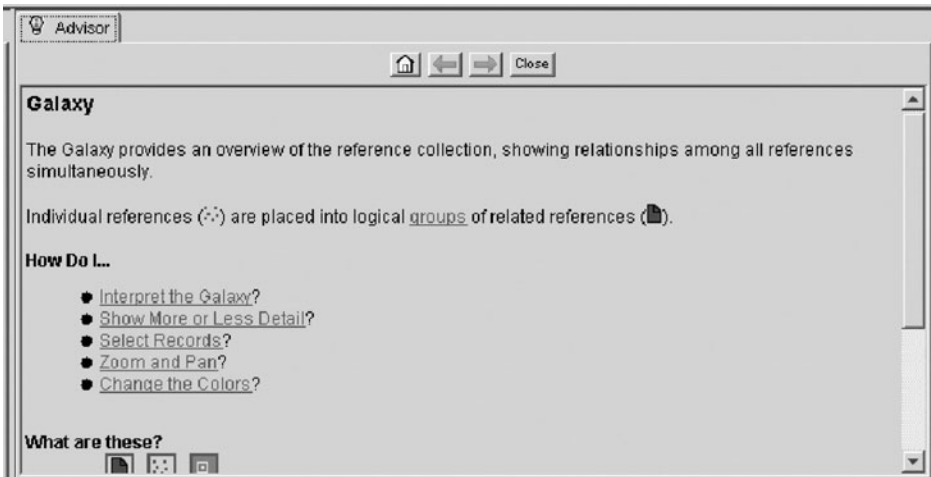 Advisor
Close
Galaxy
The Galaxy provides an overview of the reference collection, showing relationships among all references
simultaneously.
Individual references () are placed into logical groups of related references ().
How Do I...
Interpret the Galaxy?
Show More or Less Detail?
Select Records?
Zoom and Pan?
Change the Colors?
What are these?